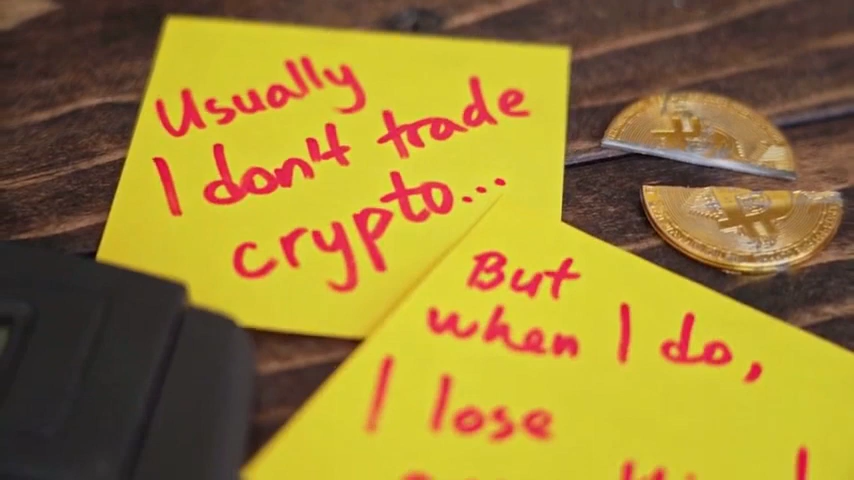 Usually
I don't trade
crypto...
But
when I do,
I lose